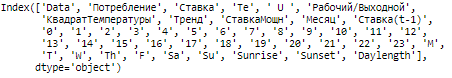 Index(['Data', 'Потребление', 'Ставка', 'Te', ' U ', 'Рабочий/Выходной',
'КвадратТемпературы', 'Тренд', 'СтавкаМощн', 'Месяц', 'Ставка(t-1)',
'0', '1', '2', '3', '4', '5', '6', '7', '8', '9', '10', '11', '12',
'13', '14', '15', '16', '17', '18', '19', '20', '21', '22', '23', 'M',
'T', 'W', 'Th', 'F', 'Sa', 'Su', 'Sunrise', 'Sunset', 'Daylength'],
dtype='object')